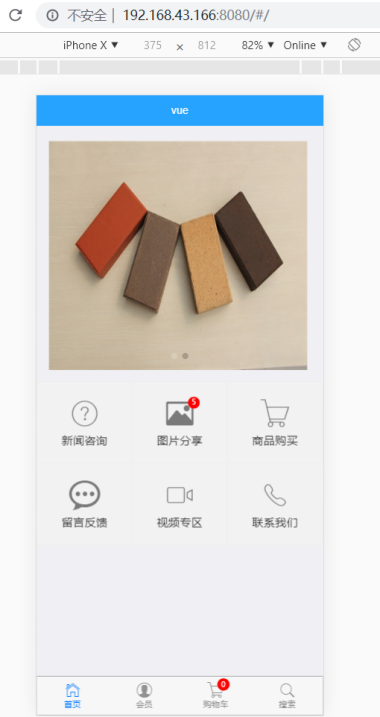 不安全 | 192.168.43.166:8080/#/
iPhone X ▼ 375 × 812 82% ▼ Online ▼
vue
5
新闻咨询 图片分享 商品购买
留言反馈 视频专区 联系我们
0
首页 会员 购物车 搜索